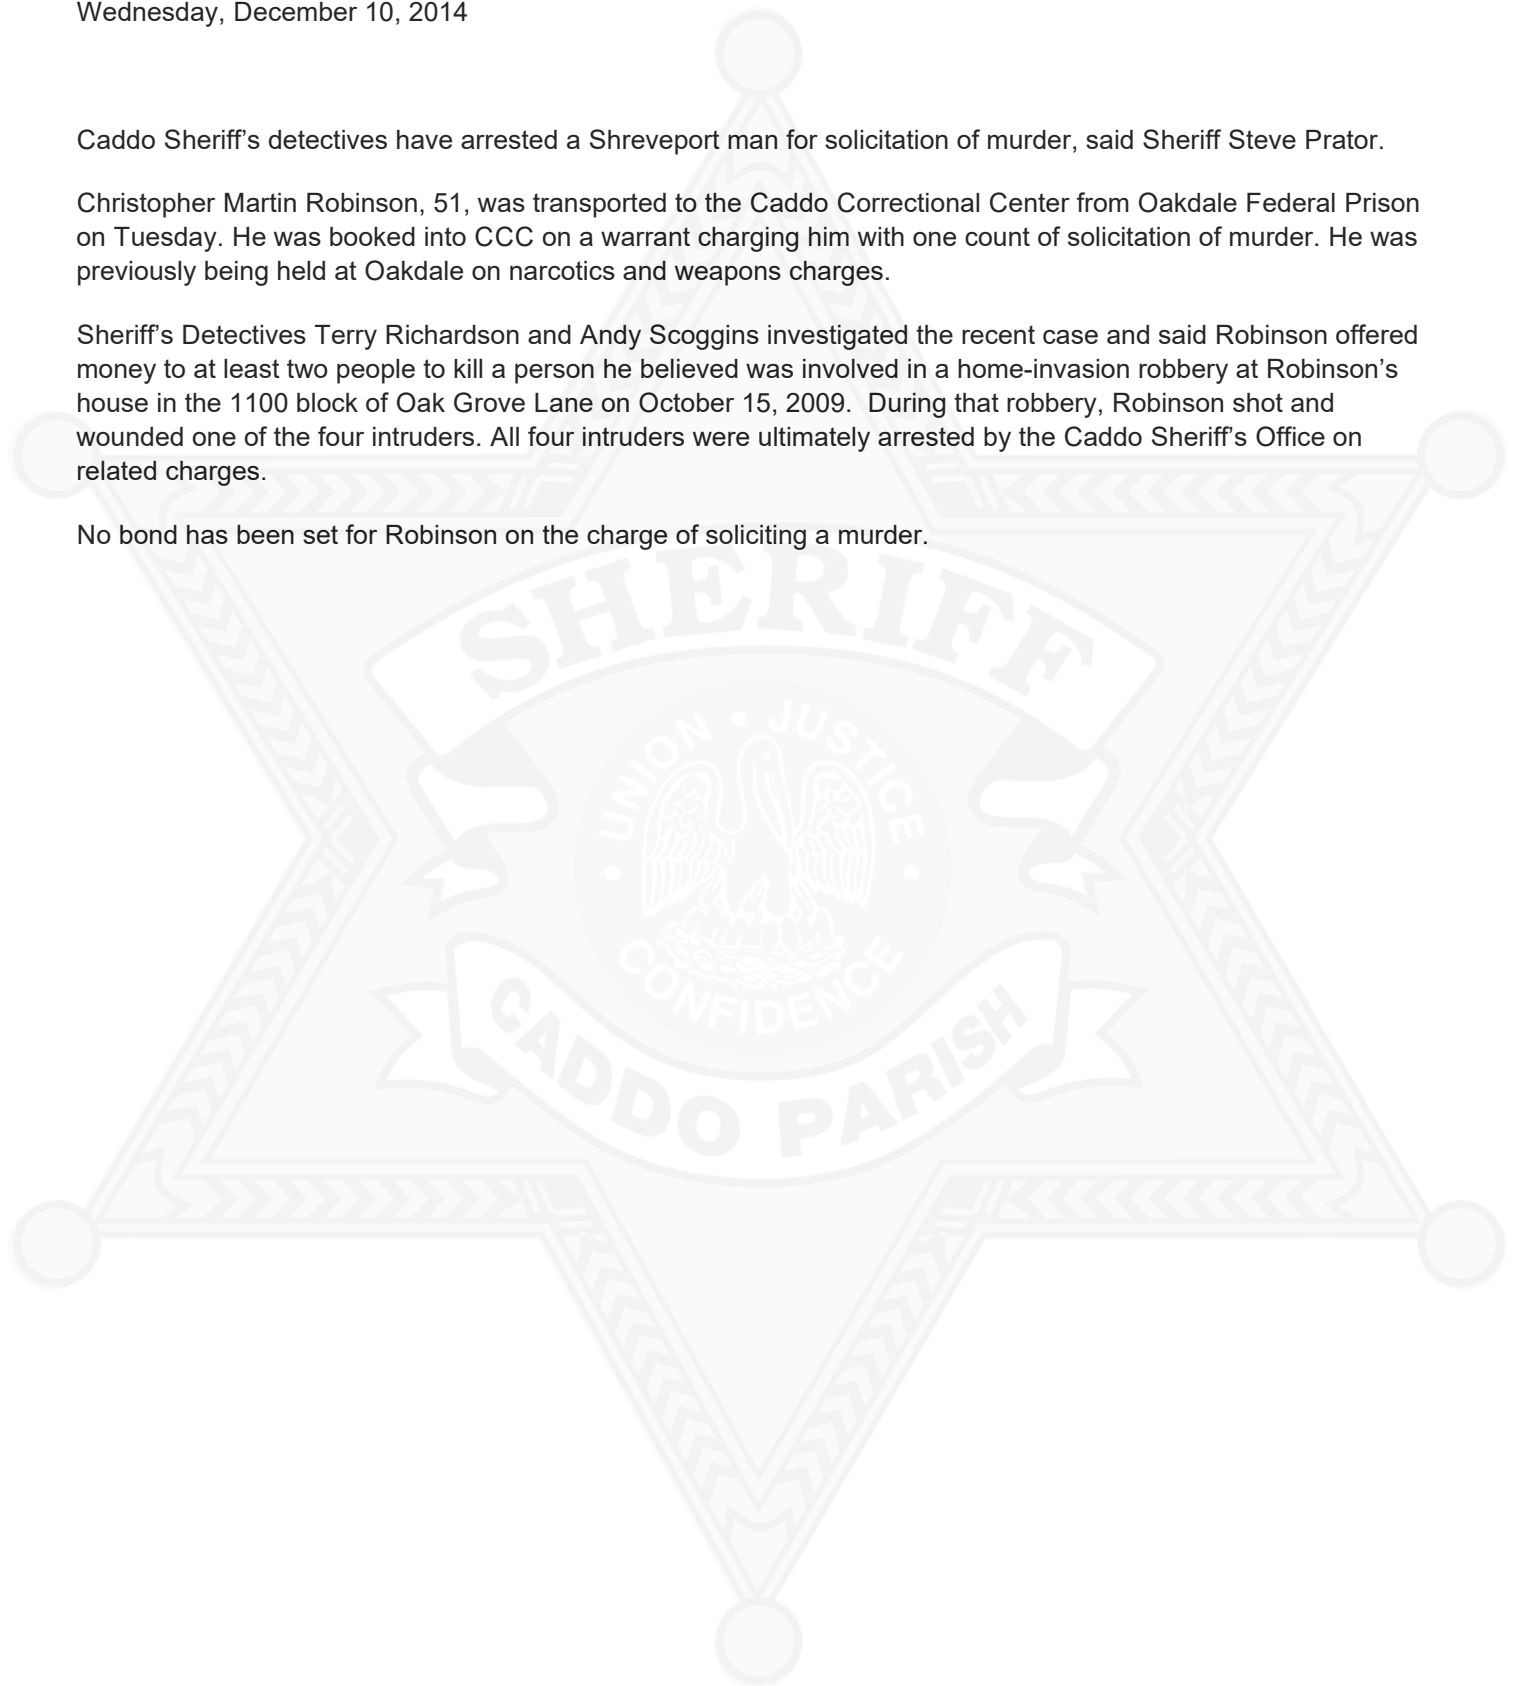 Wednesday, December 10, 2014
Caddo Sheriff’s detectives have arrested a Shreveport man for solicitation of murder, said Sheriff Steve Prator.
Christopher Martin Robinson, 51, was transported to the Caddo Correctional Center from Oakdale Federal Prison
on Tuesday. He was booked into CCC on a warrant charging him with one count of solicitation of murder. He was
previously being held at Oakdale on narcotics and weapons charges.
Sheriff’s Detectives Terry Richardson and Andy Scoggins investigated the recent case and said Robinson offered
money to at least two people to kill a person he believed was involved in a home-invasion robbery at Robinson’s
house in the 1100 block of Oak Grove Lane on October 15, 2009.  During that robbery, Robinson shot and
wounded one of the four intruders. All four intruders were ultimately arrested by the Caddo Sheriff’s Office on
related charges.
No bond has been set for Robinson on the charge of soliciting a murder.
SHERIFF
UNION • JUSTICE
• CONFIDENCE •
CADDO PARISH